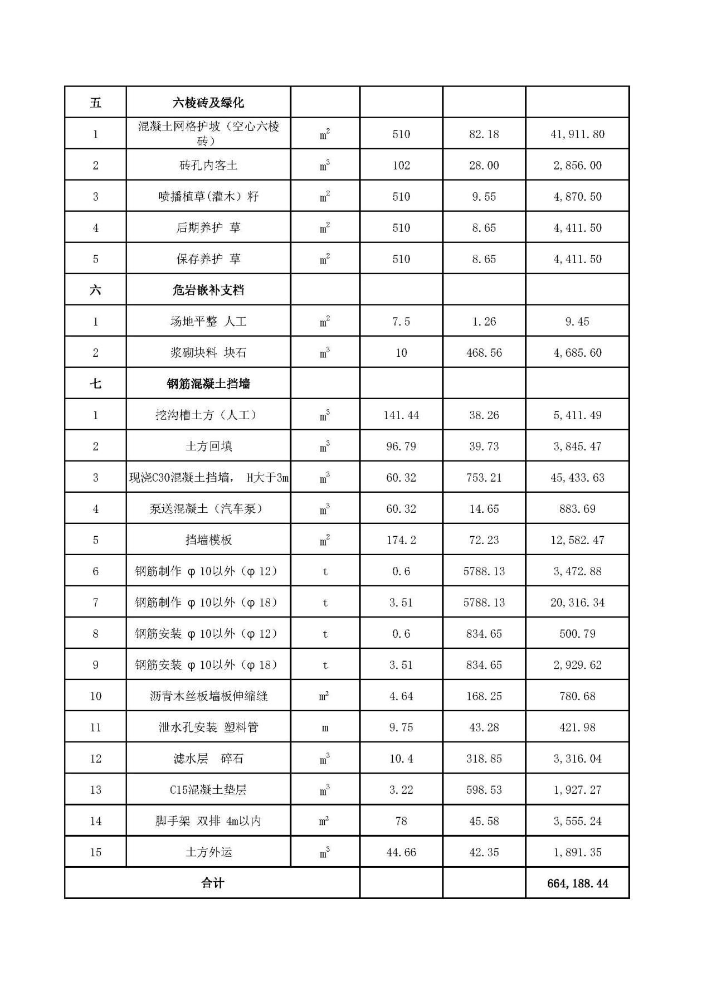 五 六棱砖及绿化
1 混凝土网格护坡（空心六棱砖） m² 510 82.18 41,911.80
2 砖孔内客土 m³ 102 28.00 2,856.00
3 喷播植草(灌木）籽 m² 510 9.55 4,870.50
4 后期养护 草 m² 510 8.65 4,411.50
5 保存养护 草 m² 510 8.65 4,411.50
六 危岩嵌补支档
1 场地平整 人工 m² 7.5 1.26 9.45
2 浆砌块料 块石 m³ 10 468.56 4,685.60
七 钢筋混凝土挡墙
1 挖沟槽土方（人工） m³ 141.44 38.26 5,411.49
2 土方回填 m³ 96.79 39.73 3,845.47
3 现浇C30混凝土挡墙， H大于3m m³ 60.32 753.21 45,433.63
4 泵送混凝土（汽车泵） m³ 60.32 14.65 883.69
5 挡墙模板 m² 174.2 72.23 12,582.47
6 钢筋制作 φ 10以外（φ 12） t 0.6 5788.13 3,472.88
7 钢筋制作 φ 10以外（φ 18） t 3.51 5788.13 20,316.34
8 钢筋安装 φ 10以外（φ 12） t 0.6 834.65 500.79
9 钢筋安装 φ 10以外（φ 18） t 3.51 834.65 2,929.62
10 沥青木丝板墙板伸缩缝 m² 4.64 168.25 780.68
11 泄水孔安装 塑料管 m 9.75 43.28 421.98
12 滤水层 碎石 m³ 10.4 318.85 3,316.04
13 C15混凝土垫层 m³ 3.22 598.53 1,927.27
14 脚手架 双排 4m以内 m² 78 45.58 3,555.24
15 土方外运 m³ 44.66 42.35 1,891.35
合计 664,188.44